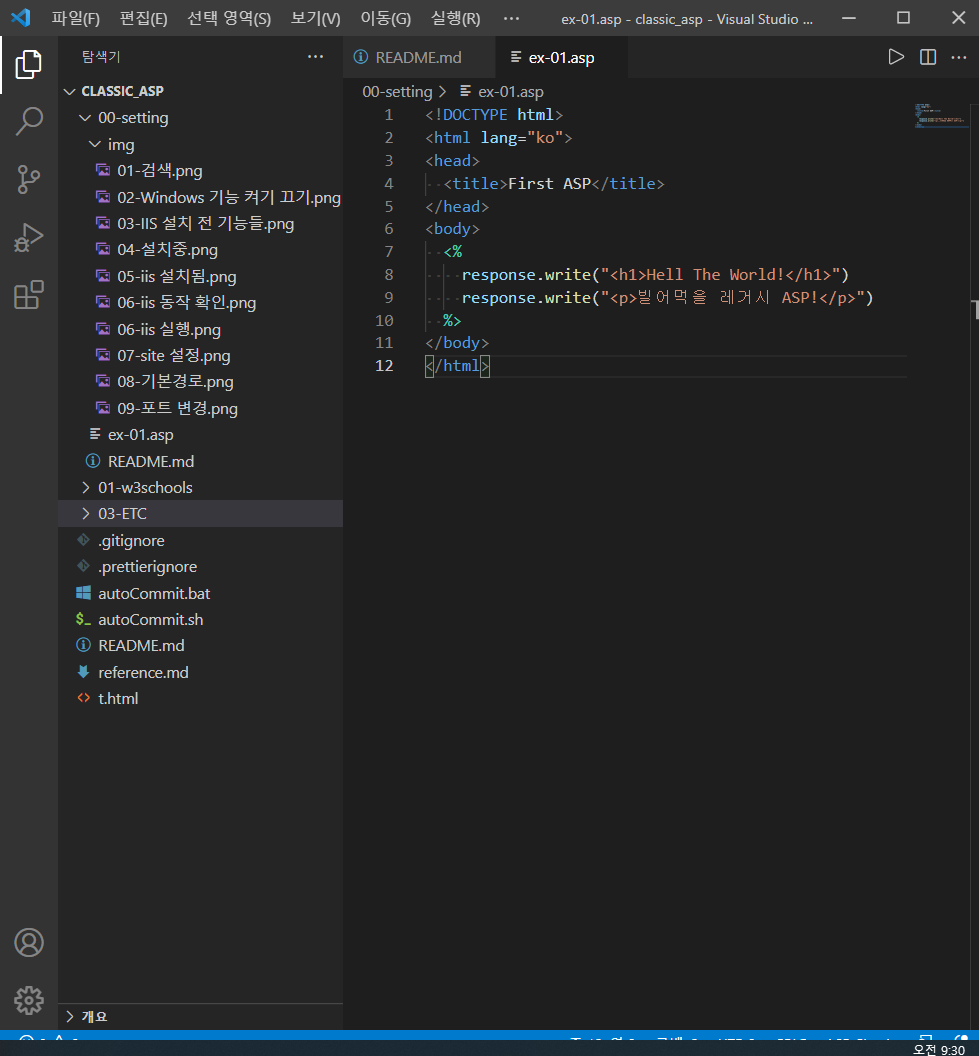 파일(F) 편집(E) 선택 영역(S) 보기(V) 이동(G) 실행(R) ··· ex-01.asp - classic_asp - Visual Studio ...
탐색기 ···
CLASSIC_ASP
00-setting
img
01-검색.png
02-Windows 기능 켜기 끄기.png
03-IIS 설치 전 기능들.png
04-설치중.png
05-iis 설치됨.png
06-iis 동작 확인.png
06-iis 실행.png
07-site 설정.png
08-기본경로.png
09-포트 변경.png
ex-01.asp
README.md
01-w3schools
03-ETC
.gitignore
.prettierignore
autoCommit.bat
autoCommit.sh
README.md
reference.md
t.html
개요
README.md ex-01.asp
00-setting > ex-01.asp
1 <!DOCTYPE html>
2 <html lang="ko">
3 <head>
4 <title>First ASP</title>
5 </head>
6 <body>
7 <%
8 response.write("<h1>Hell The World!</h1>")
9 response.write("<p>빌어먹을 레거시 ASP!</p>")
10 %>
11 </body>
12 </html>
오전 9:30